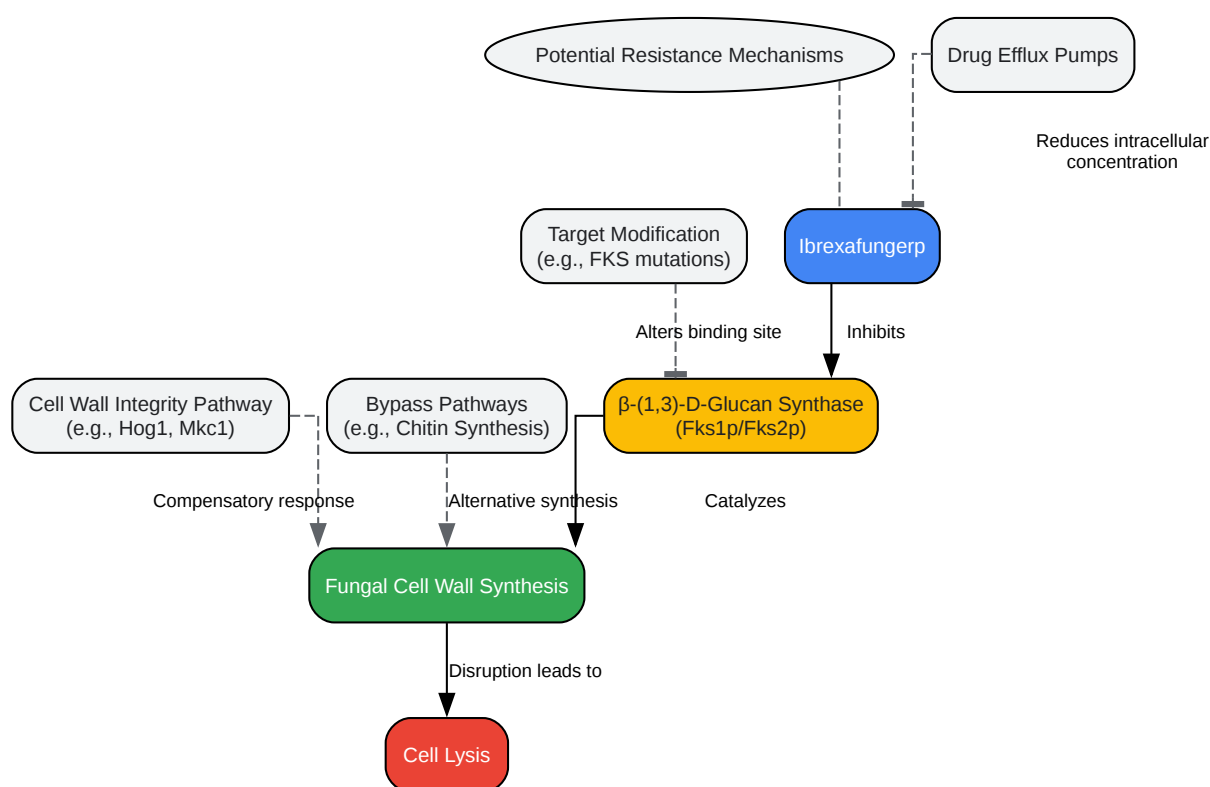 Potential Resistance Mechanisms
Drug Efflux Pumps
Reduces intracellular
concentration
Target Modification
(e.g., FKS mutations)
Ibrexafungerp
Alters binding site
Inhibits
Cell Wall Integrity Pathway
(e.g., Hog1, Mkc1)
Bypass Pathways
(e.g., Chitin Synthesis)
β-(1,3)-D-Glucan Synthase
(Fks1p/Fks2p)
Compensatory response
Alternative synthesis
Catalyzes
Fungal Cell Wall Synthesis
Disruption leads to
Cell Lysis